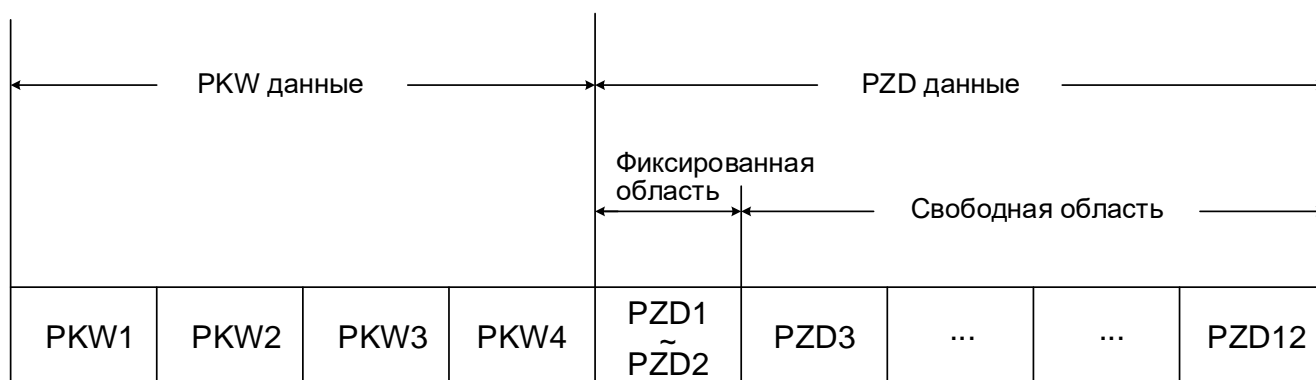 PKW данные
PZD данные
Фиксированная
область
Свободная область
PKW1
PKW2
PKW3
PKW4
PZD1
~
PZD2
PZD3
...
...
PZD12